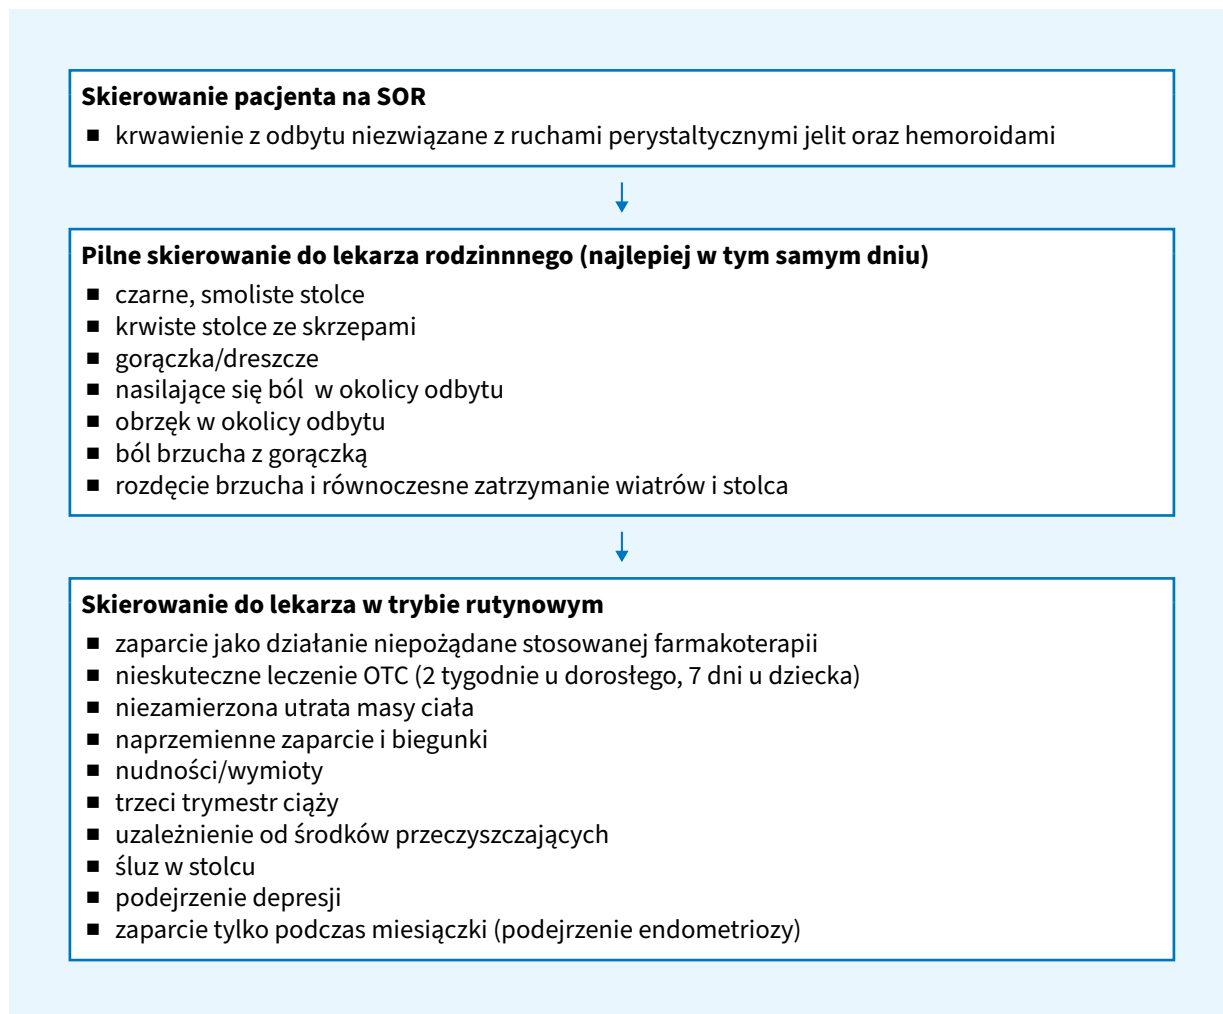 Skierowanie pacjenta na SOR
■ krwawienie z odbytu niezwiązane z ruchami perystaltycznymi jelit oraz hemoroidami
Pilne skierowanie do lekarza rodzinnnego (najlepiej w tym samym dniu)
■ czarne, smoliste stolce
■ krwiste stolce ze skrzepami
■ gorączka/dreszcze
■ nasilające się ból  w okolicy odbytu
■ obrzęk w okolicy odbytu
■ ból brzucha z gorączką
■ rozdęcie brzucha i równoczesne zatrzymanie wiatrów i stolca
Skierowanie do lekarza w trybie rutynowym
■ zaparcie jako działanie niepożądane stosowanej farmakoterapii
■ nieskuteczne leczenie OTC (2 tygodnie u dorosłego, 7 dni u dziecka)
■ niezamierzona utrata masy ciała
■ naprzemienne zaparcie i biegunki
■ nudności/wymioty
■ trzeci trymestr ciąży
■ uzależnienie od środków przeczyszczających
■ śluz w stolcu
■ podejrzenie depresji
■ zaparcie tylko podczas miesiączki (podejrzenie endometriozy)